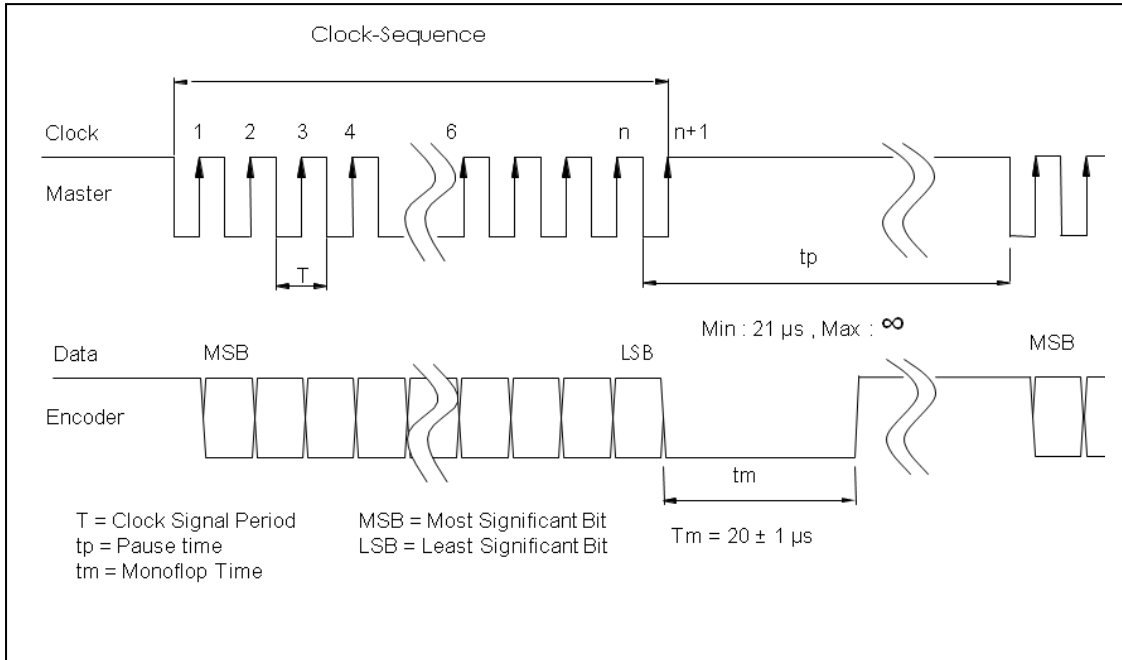 Clock-Sequence
Clock 1 2 3 4 6 n n+1
Master
T
tp
Min : 21 µs , Max : ∞
Data MSB LSB MSB
Encoder
tm
T = Clock Signal Period MSB = Most Significant Bit
tp = Pause time LSB = Least Significant Bit
tm = Monoflop Time
Tm = 20 ± 1 µs